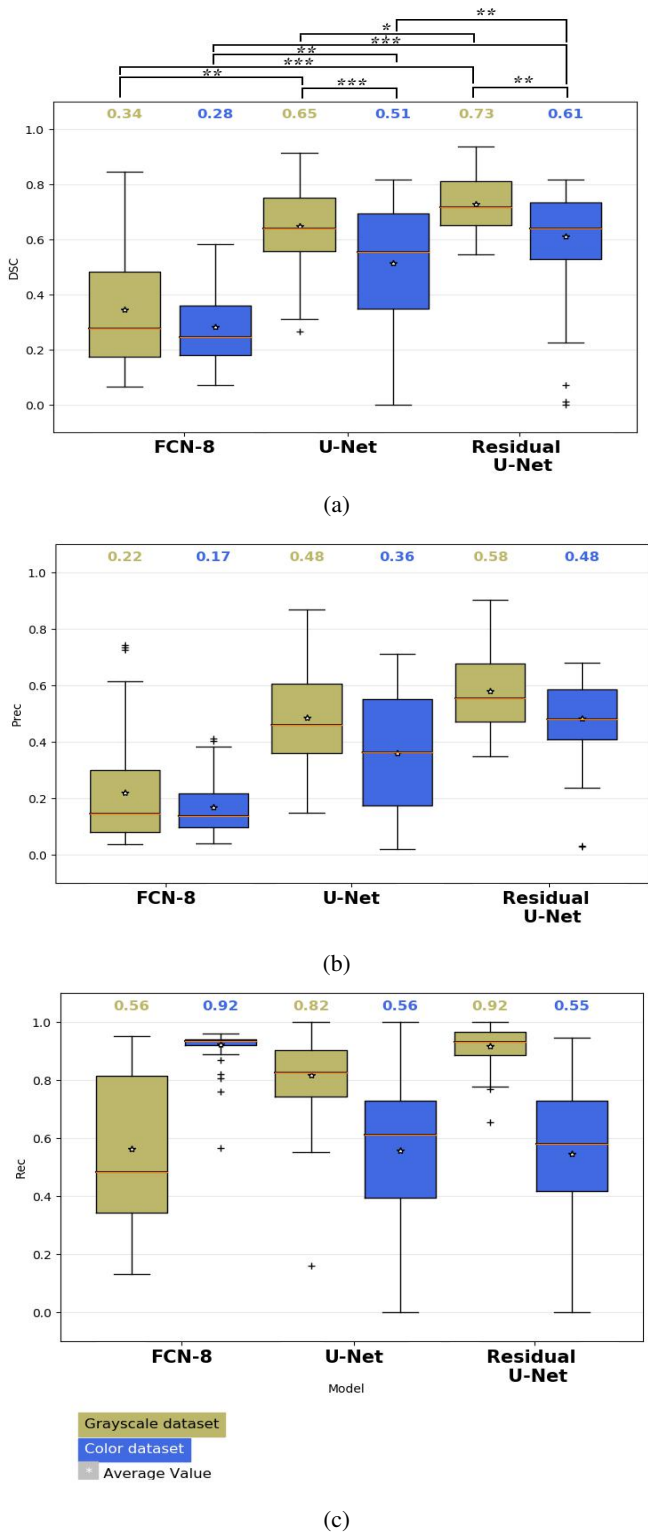 **
*
***
**
***
**
***
**
0.34 0.28 0.65 0.51 0.73 0.61
1.0
0.8
0.6
DSC
0.4
0.2
0.0
FCN-8 U-Net Residual
U-Net
(a)
0.22 0.17 0.48 0.36 0.58 0.48
1.0
0.8
0.6
Prec
0.4
0.2
0.0
FCN-8 U-Net Residual
U-Net
(b)
0.56 0.92 0.82 0.56 0.92 0.55
1.0
0.8
0.6
Rec
0.4
0.2
0.0
FCN-8 U-Net Residual
U-Net
Model
Grayscale dataset
Color dataset
* Average Value
(c)